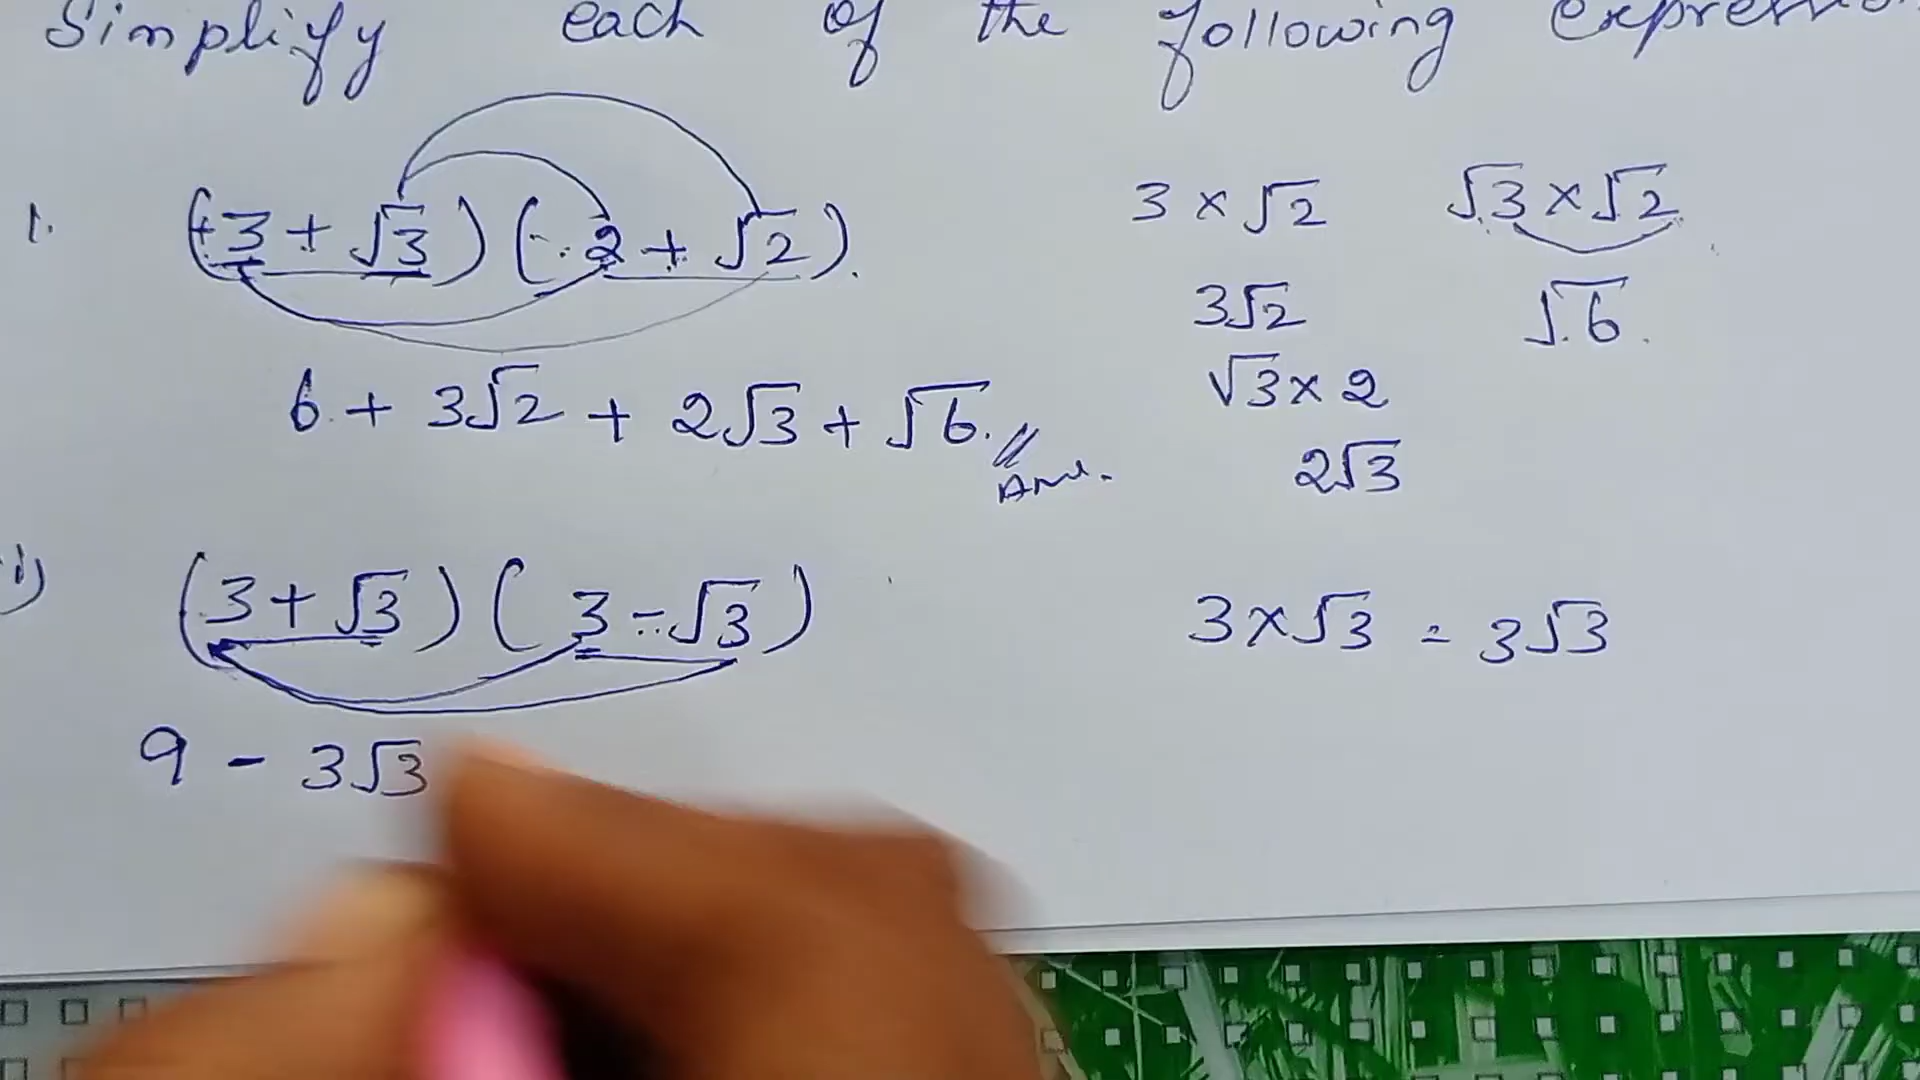 Simplify each of the following
1. (3 + √3) (2 + √2).
3 × √2 √3 × √2
3√2 √6.
√3 × 2
6 + 3√2 + 2√3 + √6. //
2√3
Ans.
(3 + √3) (3 - √3)
3 × √3 = 3√3
9 - 3√3